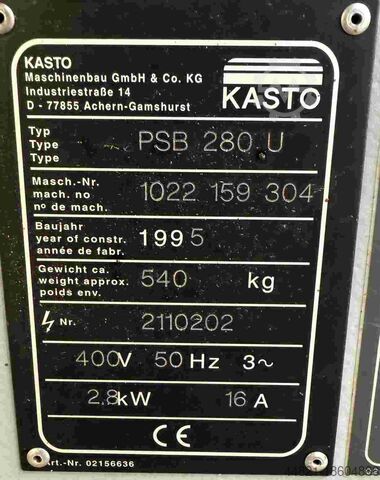 KASTO
Maschinenbau GmbH & Co. KG
Industriestraße 14
D - 77855 Achern-Gamshurst
KASTO
Typ
Type
Type
PSB 280 U
Masch.-Nr.
mach. no
nº de mach.
1022 159 304
Baujahr
year of constr.
année de fabr.
1995
Gewicht ca.
weight approx.
poids env.
540 kg
Nr. 2110202
400V 50 Hz 3~
2,8kW 16 A
CE
Art.-Nr. 02156636